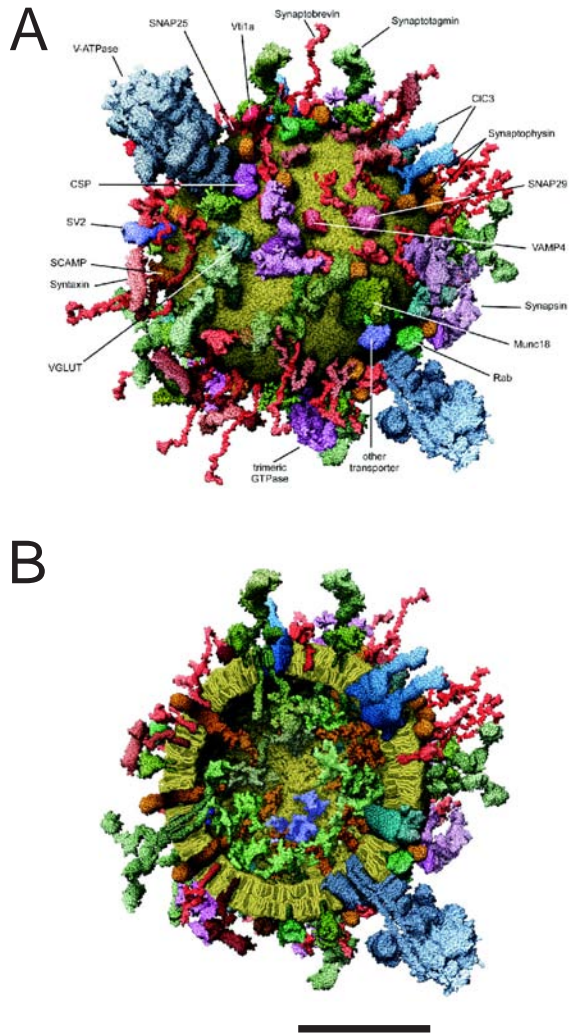 A
SNAP25
Vti1a
Synaptobrevin
Synaptotagmin
V-ATPase
ClC3
Synaptophysin
CSP
SNAP29
SV2
VAMP4
SCAMP
Syntaxin
Synapsin
Munc18
VGLUT
Rab
trimeric
GTPase
other
transporter
B